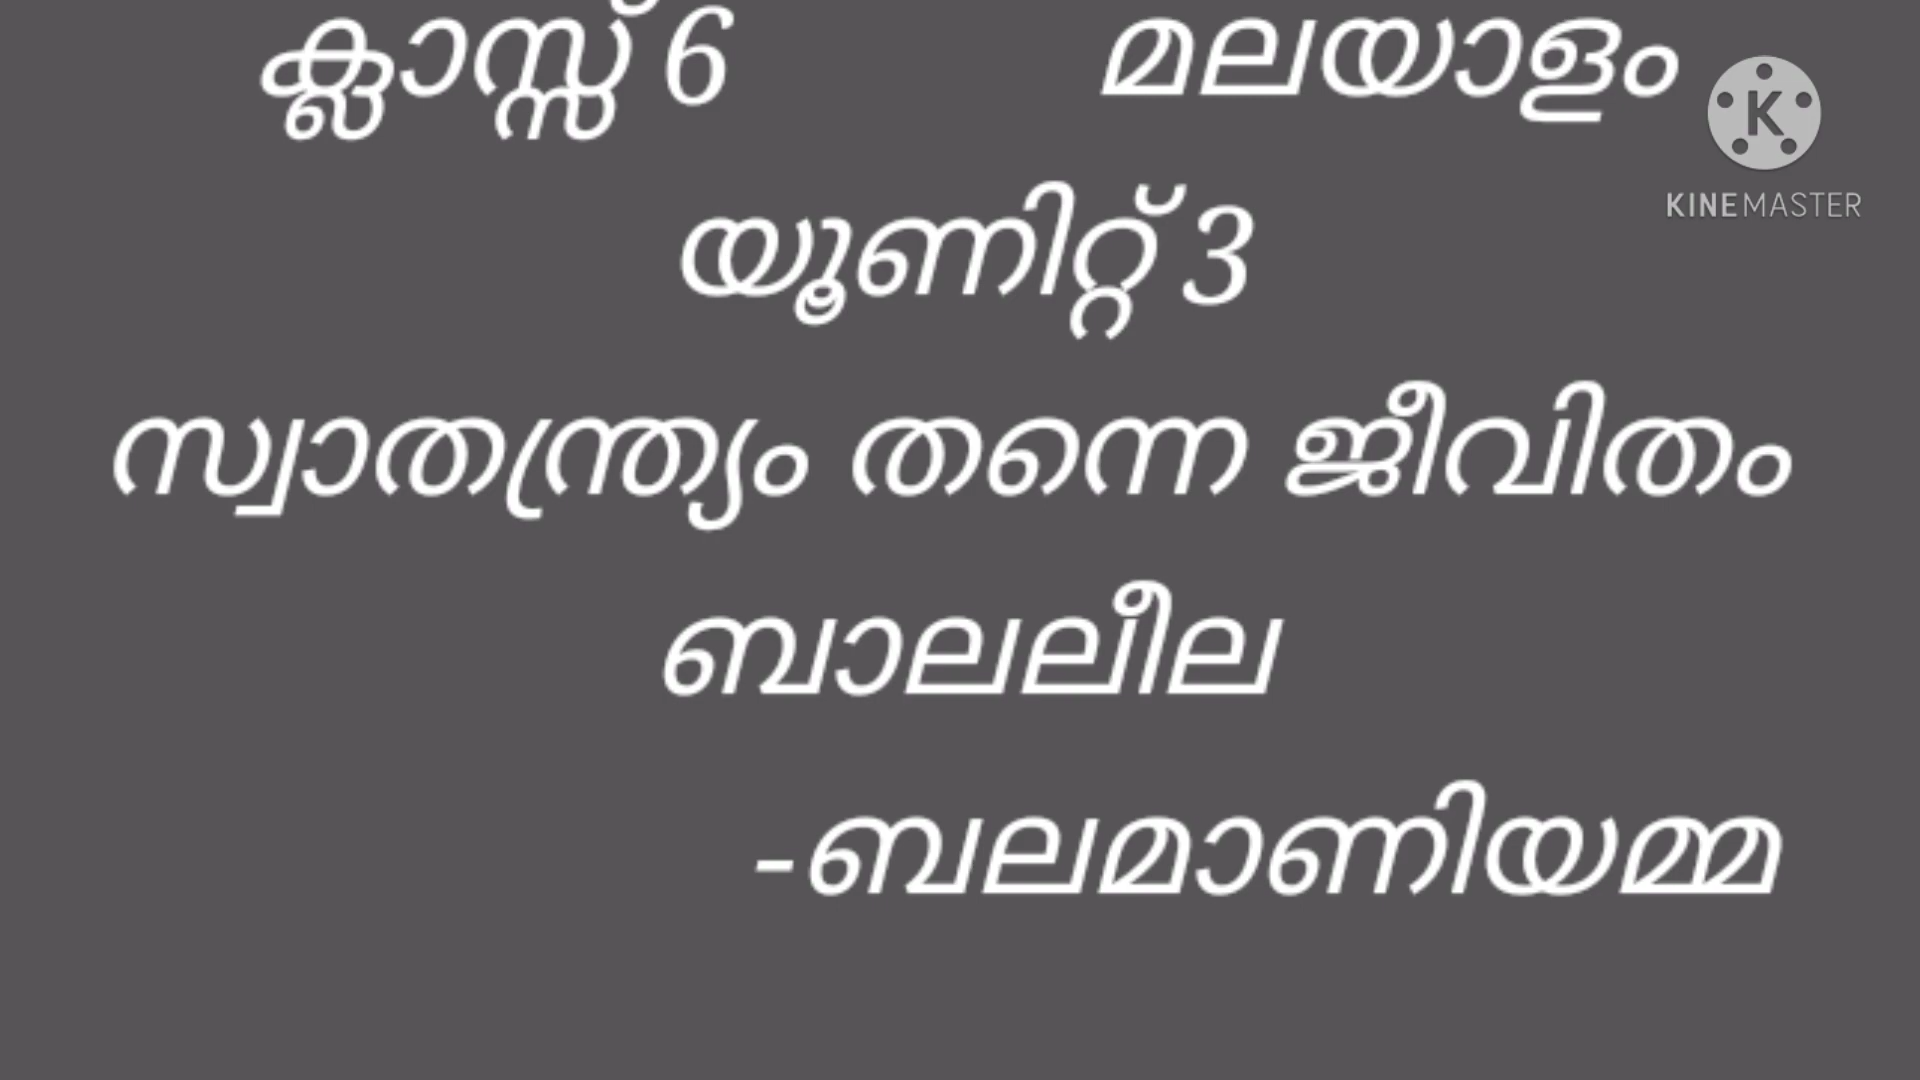 ക്ലാസ്സ് 6 മലയാളം
KINEMASTER
യൂണിറ്റ് 3
സ്വാതന്ത്ര്യം തന്നെ ജീവിതം
ബാലലീല
-ബലമാണിയമ്മ